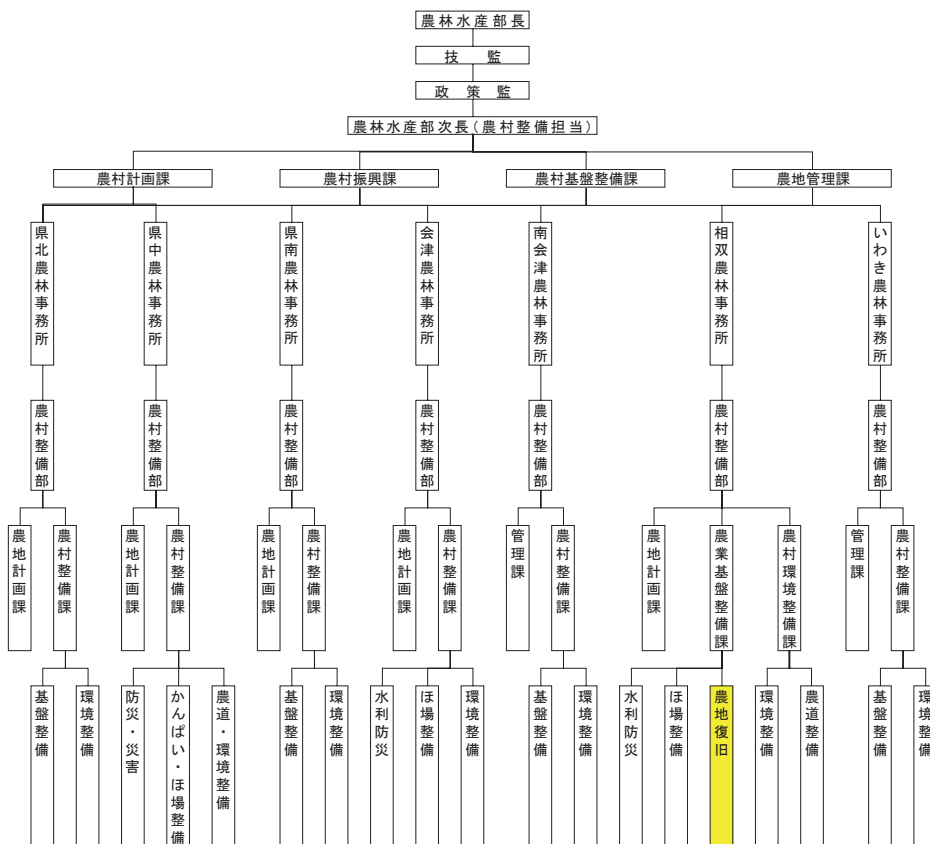 農林水産部長
技　監
政　策　監
農林水産部次長(農村整備担当)
農村計画課
農村振興課
農村基盤整備課
農地管理課
県北農林事務所
県中農林事務所
県南農林事務所
会津農林事務所
南会津農林事務所
相双農林事務所
いわき農林事務所
農村整備部
農村整備部
農村整備部
農村整備部
農村整備部
農村整備部
農村整備部
農地計画課
農村整備課
農地計画課
農村整備課
農地計画課
農村整備課
農地計画課
農村整備課
管理課
農村整備課
農地計画課
農業基盤整備課
農村環境整備課
管理課
農村整備課
基盤整備
環境整備
防災・災害
かんぱい・ほ場整備
農道・環境整備
基盤整備
環境整備
水利防災
ほ場整備
環境整備
基盤整備
環境整備
水利防災
ほ場整備
農地復旧
環境整備
農道整備
基盤整備
環境整備